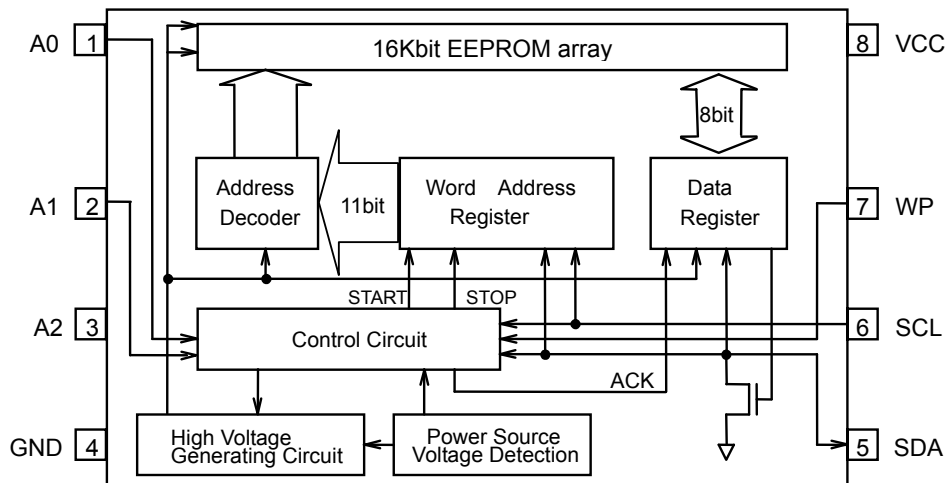 A0 1
16Kbit EEPROM array
8 VCC
8bit
A1 2
Address
Decoder
11bit
Word Address
Register
Data
Register
7 WP
START
STOP
A2 3
Control Circuit
6 SCL
ACK
GND 4
High Voltage
Generating Circuit
Power Source
Voltage Detection
5 SDA